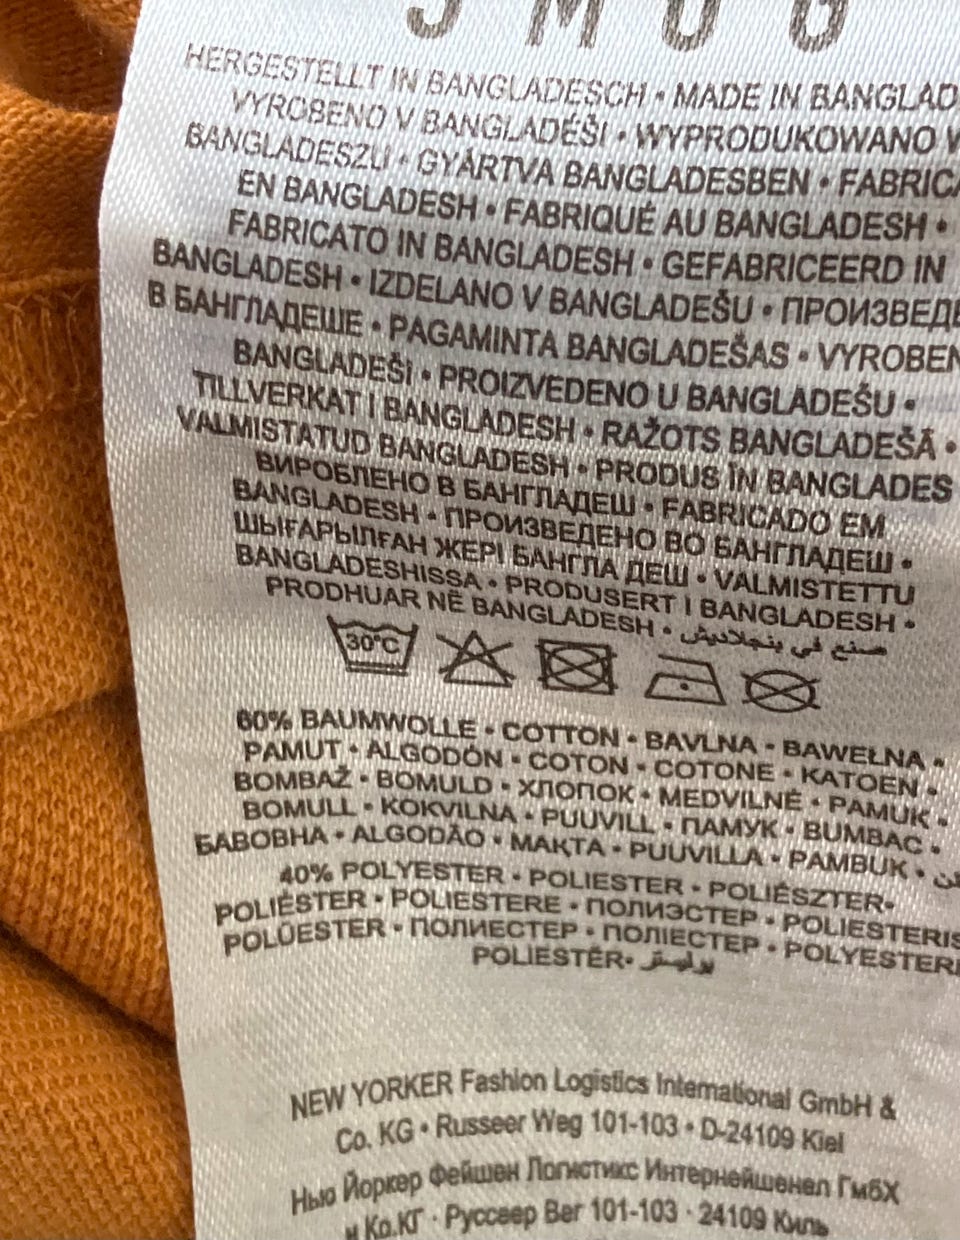 SMOG
HERGESTELLT IN BANGLADESCH • MADE IN BANGLAD
VYROBENO V BANGLADÉŠI • WYPRODUKOWANO W
BANGLADESZU • GYÁRTVA BANGLADESBEN • FABRICA
EN BANGLADESH • FABRIQUÉ AU BANGLADESH •
FABRICATO IN BANGLADESH • GEFABRICEERD IN
BANGLADESH • IZDELANO V BANGLADEŠU • ПРОИЗВЕДЕ
В БАНГЛАДЕШЕ • PAGAMINTA BANGLADEŠAS • VYROBEN
BANGLADEŠI • PROIZVEDENO U BANGLADEŠU •
TILLVERKAT I BANGLADESH • RAŽOTS BANGLADEŠĀ •
VALMISTATUD BANGLADESH • PRODUS ÎN BANGLADES
ВИРОБЛЕНО В БАНГЛАДЕШ • FABRICADO EM
BANGLADESH • ПРОИЗВЕДЕНО ВО БАНГЛАДЕШ •
ШЫҒАРЫЛҒАН ЖЕРІ БАНГЛА ДЕШ • VALMISTETTU
BANGLADESHISSA • PRODUSERT I BANGLADESH •
PRODHUAR NË BANGLADESH • صنع في بنجلاديش
30°C
60% BAUMWOLLE • COTTON • BAVLNA • BAWEŁNA •
PAMUT • ALGODÓN • COTON • COTONE • KATOEN •
BOMBAŽ • BOMULD • ХЛОПОК • MEDVILNĖ • PAMUK •
BOMULL • KOKVILNA • PUUVILL • ПАМУК • BUMBAC •
БАВОВНА • ALGODÃO • МАҚТА • PUUVILLA • PAMBUK •
40% POLYESTER • POLIESTER • POLIÉSZTER•
POLIÉSTER • POLIESTERE • ПОЛИЭСТЕР • POLIESTERIS
POLÜESTER • ПОЛИЕСТЕР • ПОЛІЕСТЕР • POLYESTERI
POLIESTËR• بوليستر
NEW YORKER Fashion Logistics International GmbH &
Co. KG • Russeer Weg 101-103 • D-24109 Kiel
Нью Йоркер Фейшен Логистикс Интернейшенел ГмбХ
и Ко.КГ · Руссеер Вег 101-103 · 24109 Киль